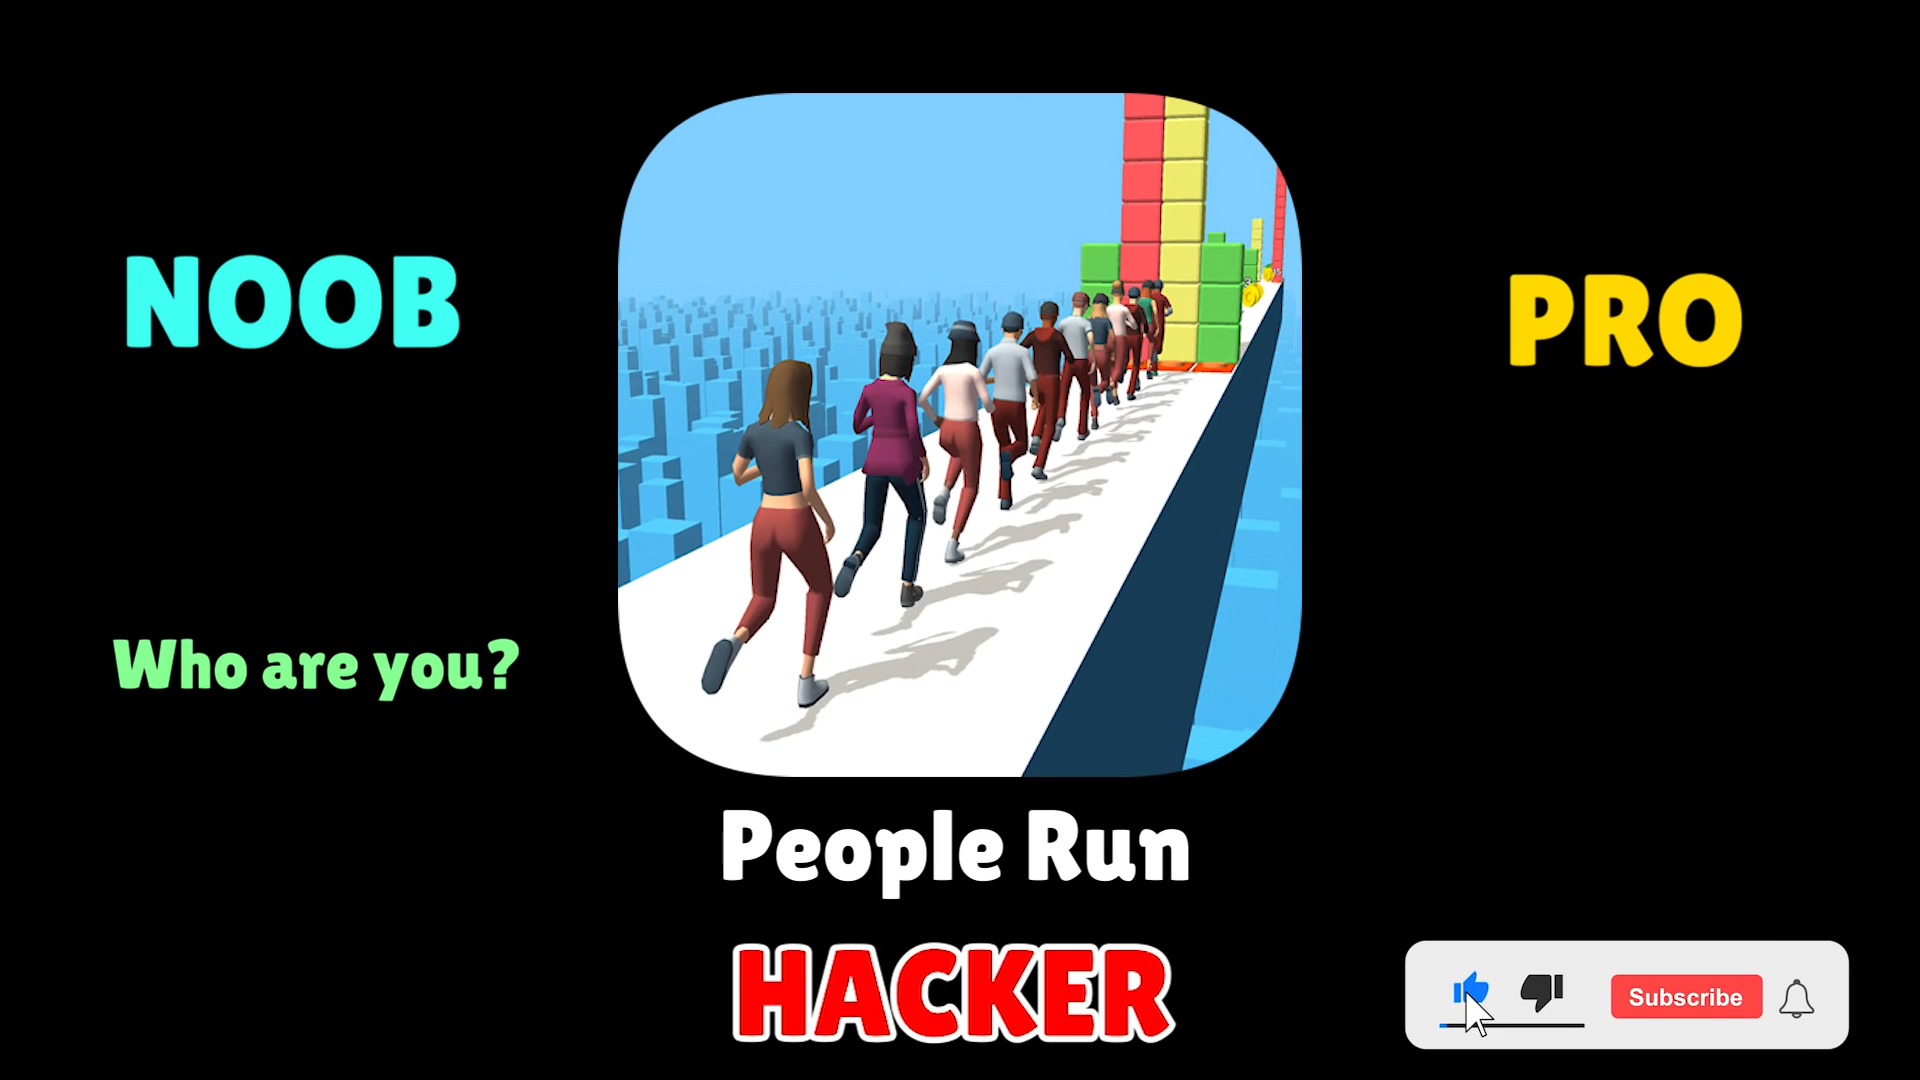 NOOB
PRO
Who are you?
People Run
HACKER
Subscribe